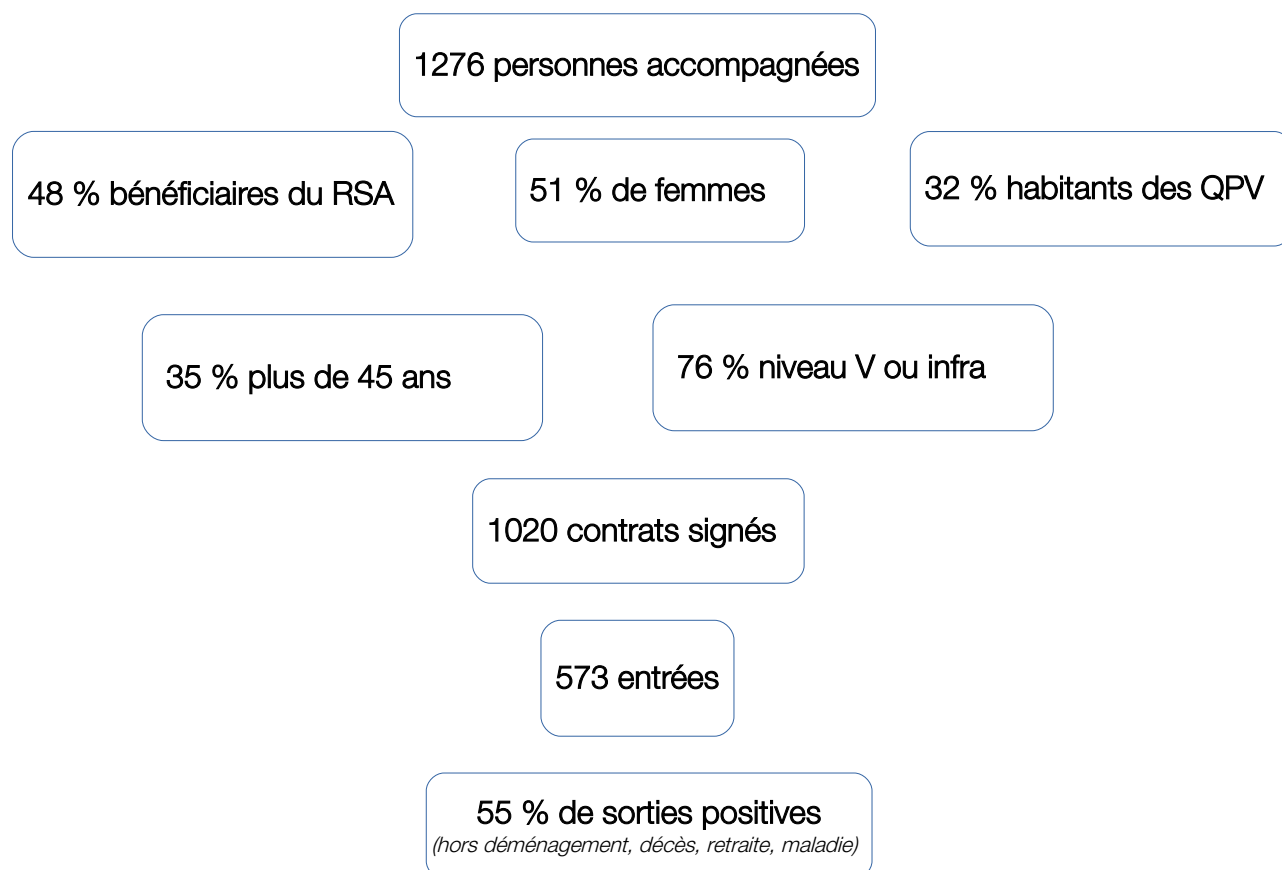 1276 personnes accompagnées
48 % bénéficiaires du RSA
51 % de femmes
32 % habitants des QPV
35 % plus de 45 ans
76 % niveau V ou infra
1020 contrats signés
573 entrées
55 % de sorties positives
(hors déménagement, décès, retraite, maladie)